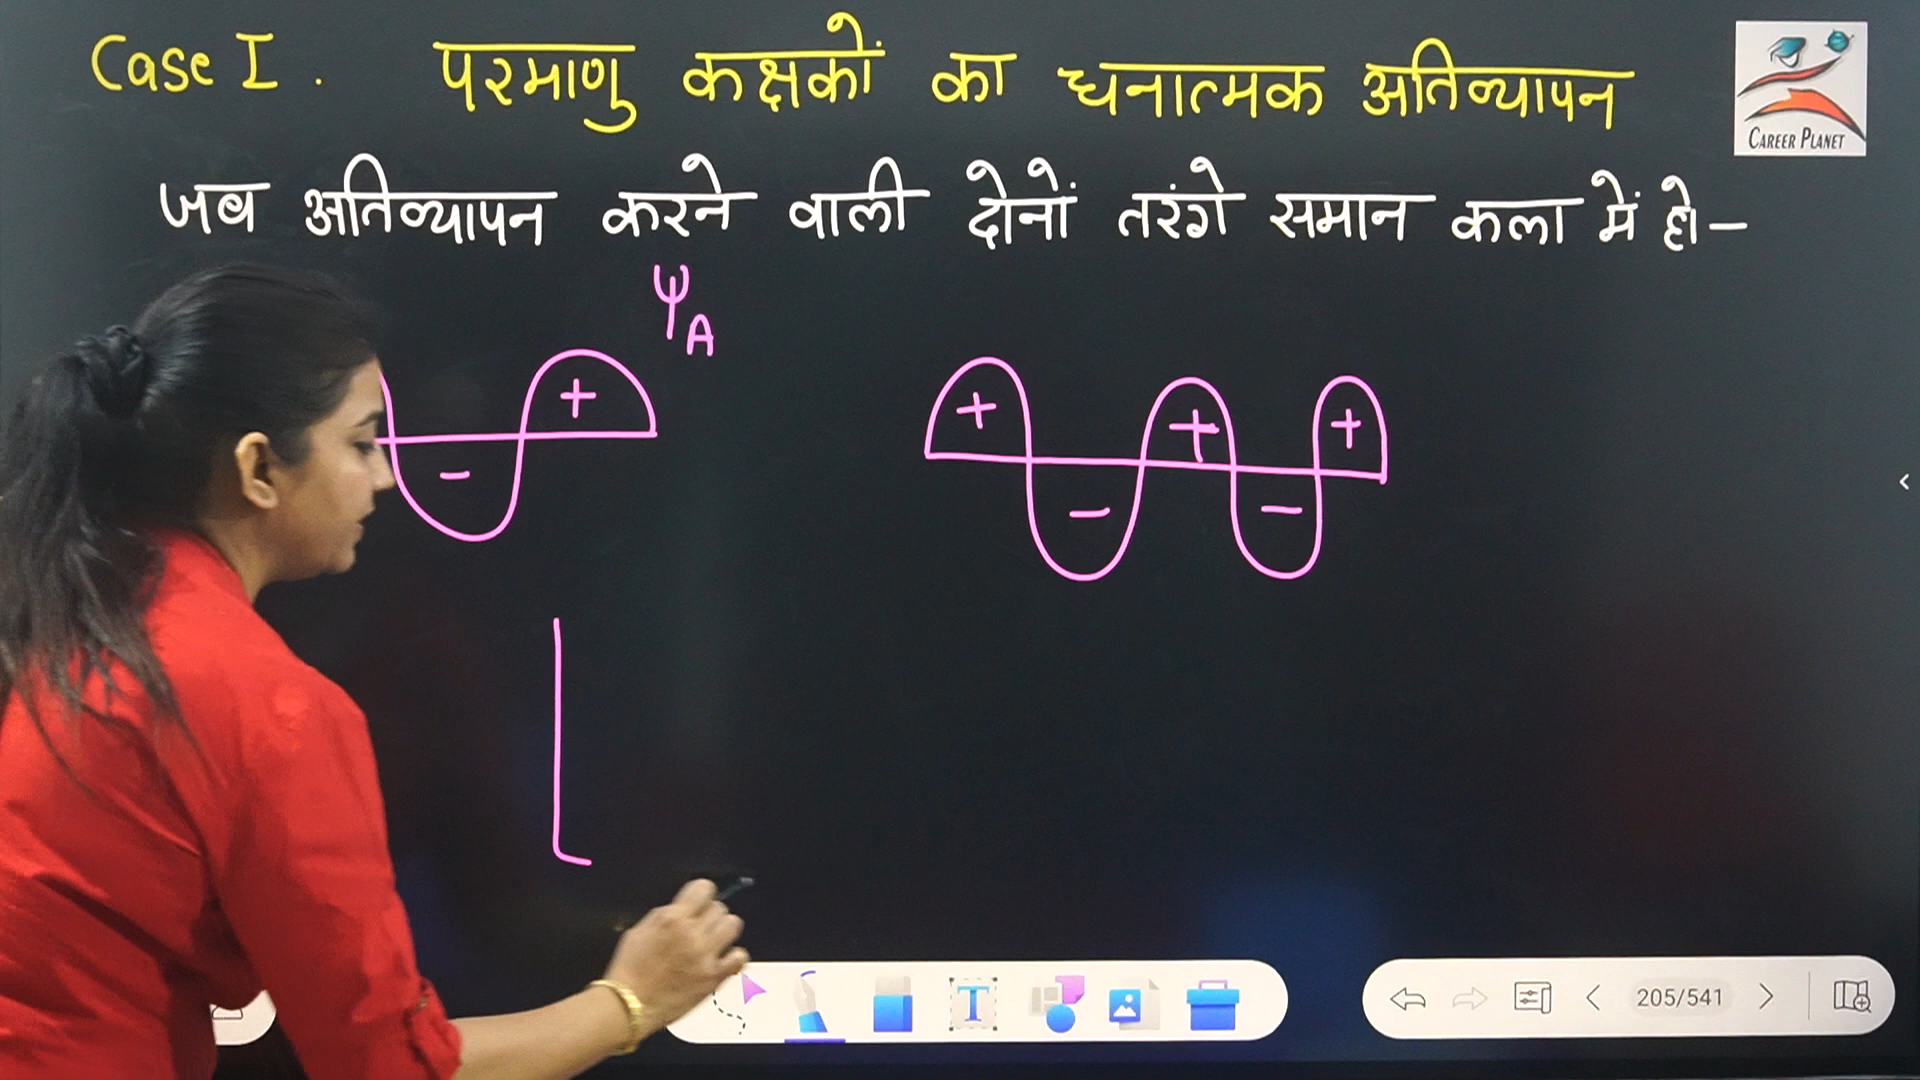 Case I . परमाणु कक्षकों का धनात्मक अतिव्यापन
CAREER PLANET
जब अतिव्यापन करने वाली दोनों तरंगे समान कला में हो-
ΨA
+ - + + - + - +
T
205/541